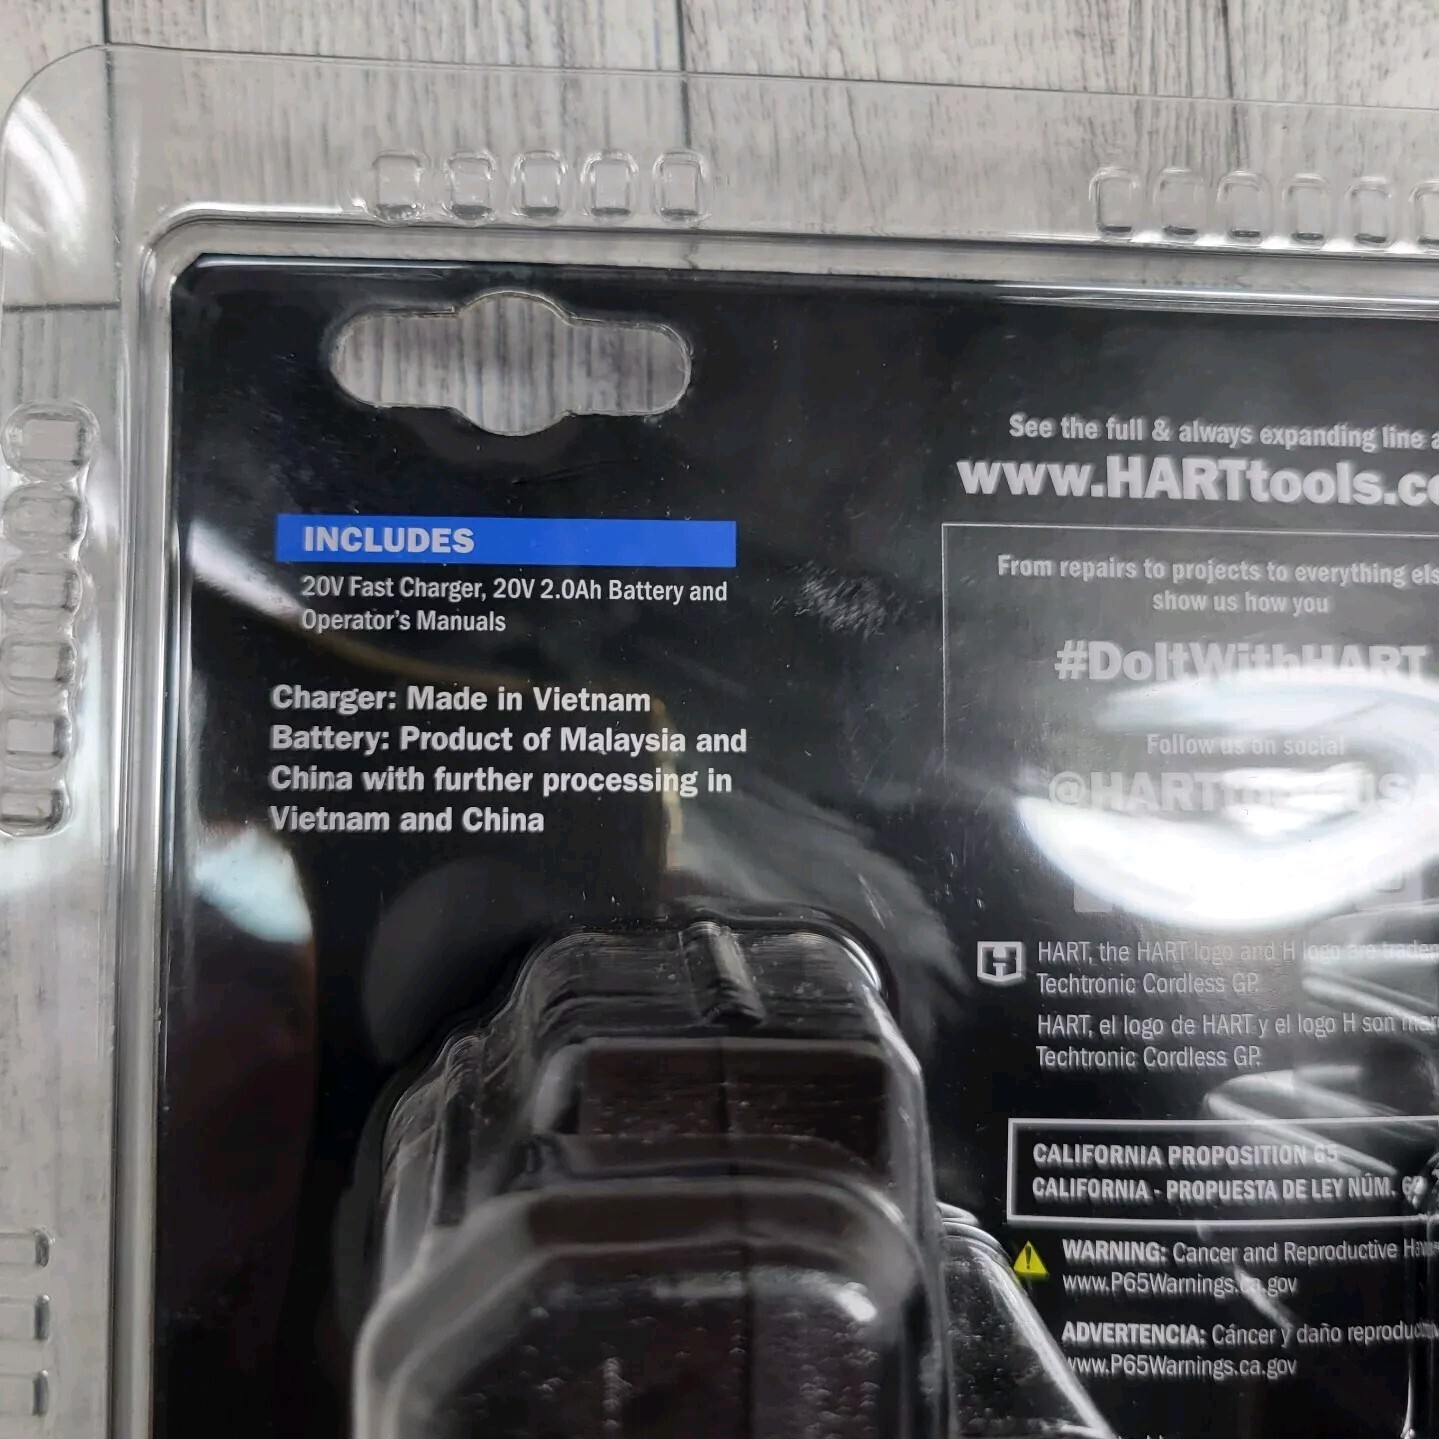 See the full & always expanding line
www.HARTtools.co
INCLUDES
20V Fast Charger, 20V 2.0Ah Battery and
Operator's Manuals
Charger: Made in Vietnam
Battery: Product of Malaysia and
China with further processing in
Vietnam and China
From repairs to projects to everything els
show us how you
#DoItWithHART
Follow us on social
H
HART, the HART logo and H logo are tradem
Techtronic Cordless GP.
HART, el logo de HART y el logo H son mar
Techtronic Cordless GP.
CALIFORNIA PROPOSITION 65
CALIFORNIA - PROPUESTA DE LEY NÚM. 6
WARNING: Cancer and Reproductive
www.P65Warnings.ca.gov
ADVERTENCIA: Cáncer y daño
www.P65Warnings.ca.gov